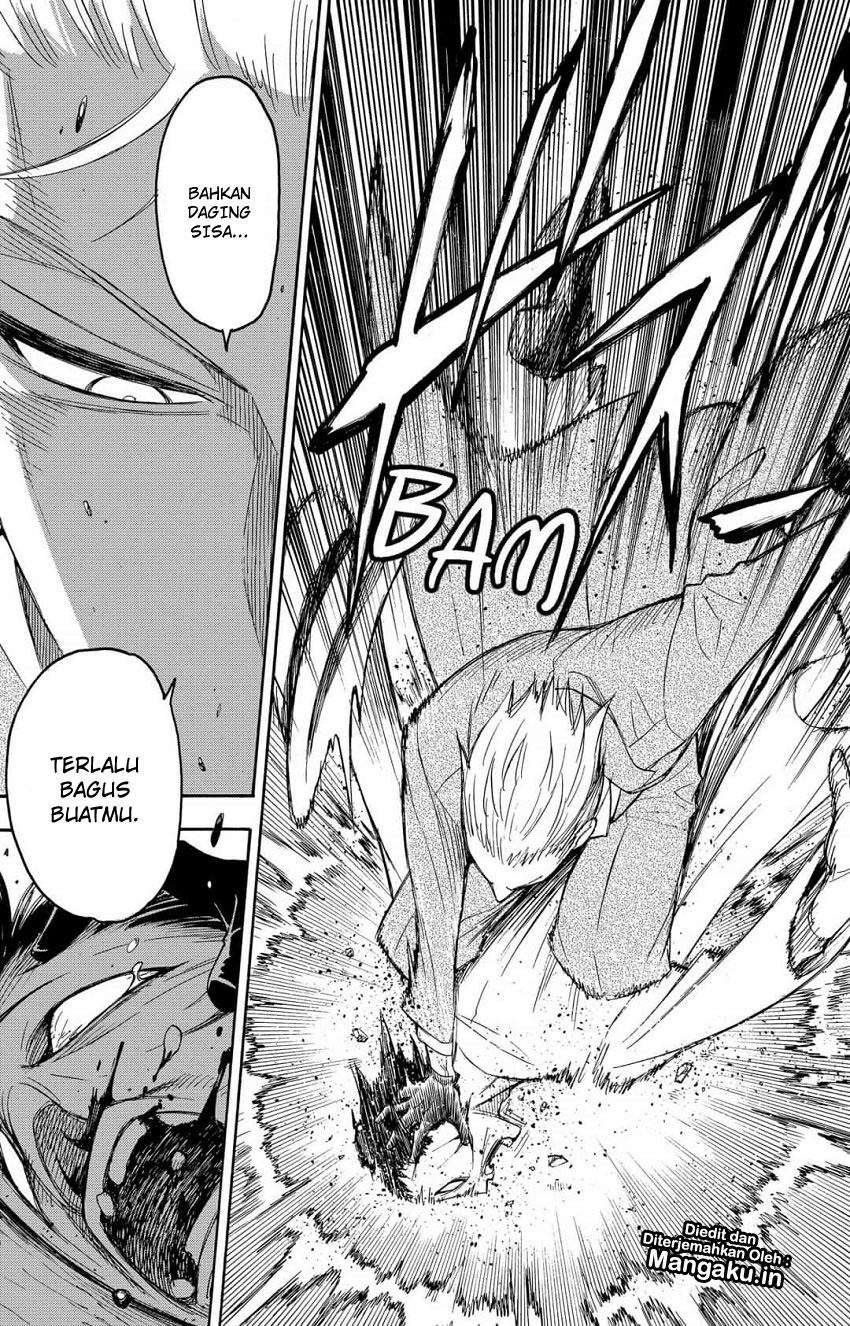 BAHKAN
DAGING
SISA...
BAM
TERLALU
BAGUS
BUATMU.
Diedit dan
Diterjemahkan Oleh :
Mangaku.in